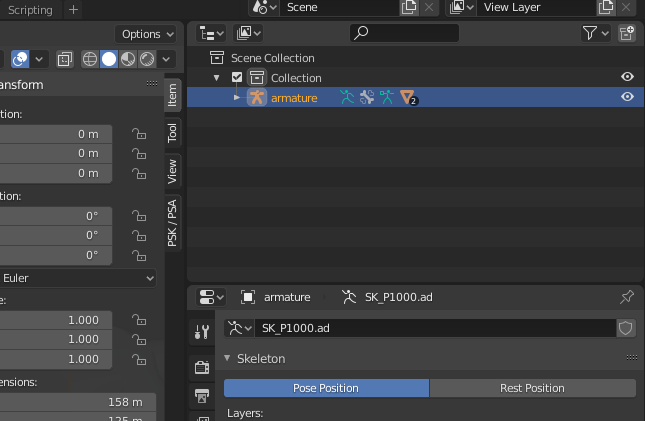 Scripting
+
Scene
View Layer
Options
Scene Collection
Collection
armature
2
ansform
Item
Tool
View
PSK / PSA
tion:
0 m
0 m
0 m
tion:
0°
0°
0°
Euler
e:
1.000
1.000
1.000
ensions:
158 m
125 m
armature
SK_P1000.ad
SK_P1000.ad
Skeleton
Pose Position
Rest Position
Layers: